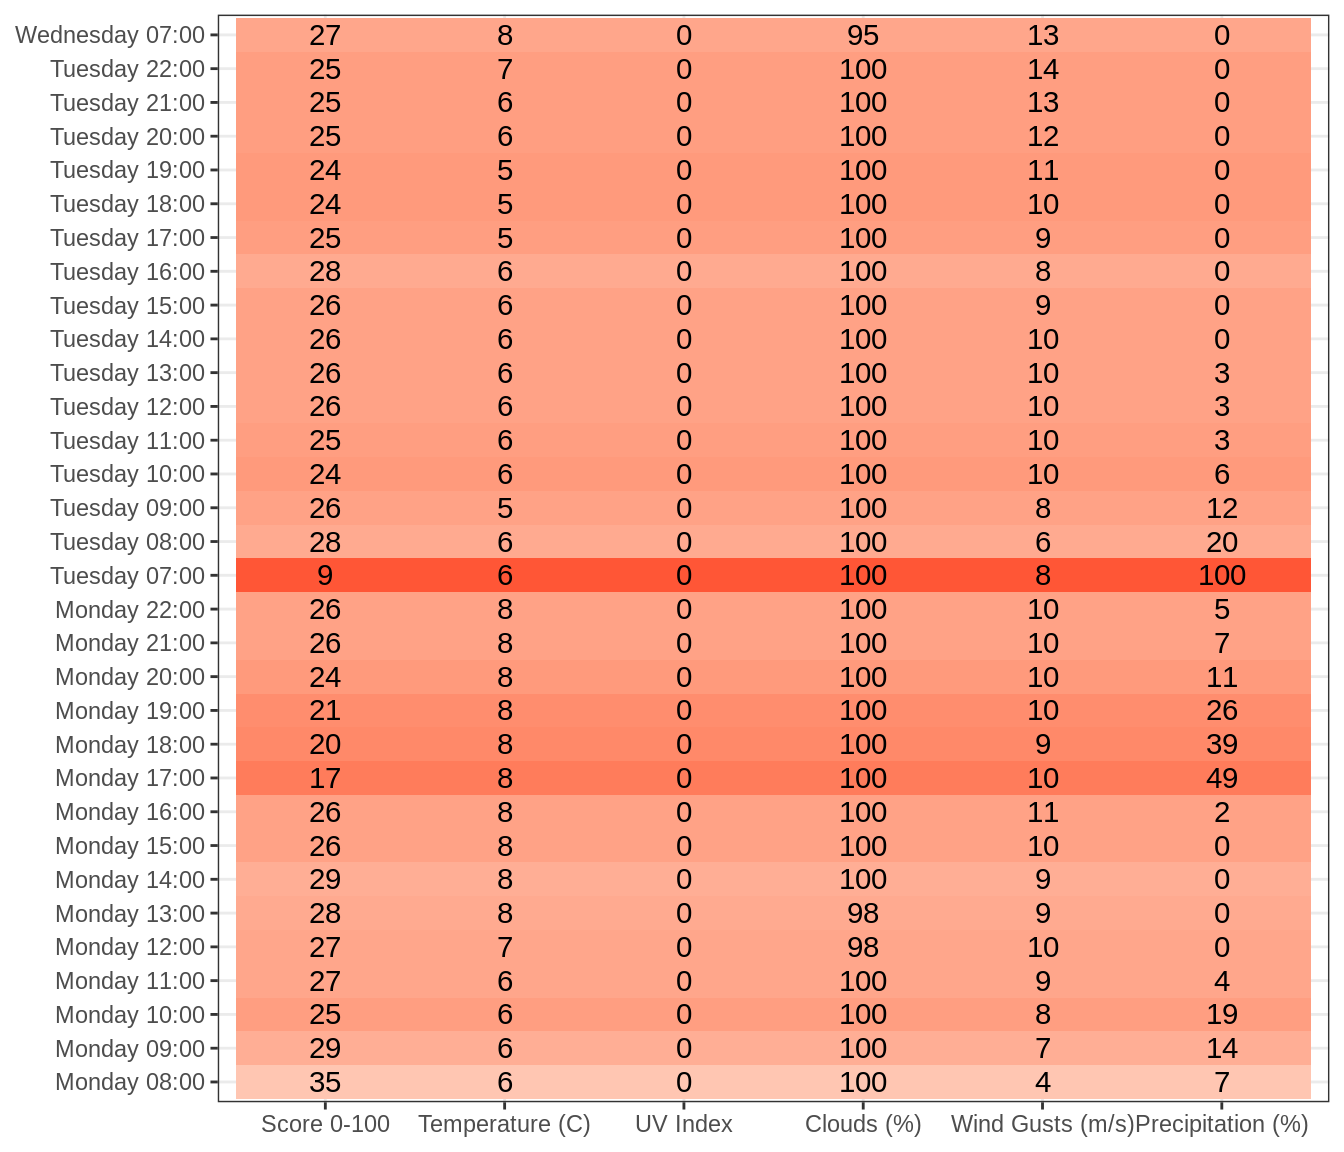 Wednesday 07:00 27 8 0 95 13 0
Tuesday 22:00 25 7 0 100 14 0
Tuesday 21:00 25 6 0 100 13 0
Tuesday 20:00 25 6 0 100 12 0
Tuesday 19:00 24 5 0 100 11 0
Tuesday 18:00 24 5 0 100 10 0
Tuesday 17:00 25 5 0 100 9 0
Tuesday 16:00 28 6 0 100 8 0
Tuesday 15:00 26 6 0 100 9 0
Tuesday 14:00 26 6 0 100 10 0
Tuesday 13:00 26 6 0 100 10 3
Tuesday 12:00 26 6 0 100 10 3
Tuesday 11:00 25 6 0 100 10 3
Tuesday 10:00 24 6 0 100 10 6
Tuesday 09:00 26 5 0 100 8 12
Tuesday 08:00 28 6 0 100 6 20
Tuesday 07:00 9 6 0 100 8 100
Monday 22:00 26 8 0 100 10 5
Monday 21:00 26 8 0 100 10 7
Monday 20:00 24 8 0 100 10 11
Monday 19:00 21 8 0 100 10 26
Monday 18:00 20 8 0 100 9 39
Monday 17:00 17 8 0 100 10 49
Monday 16:00 26 8 0 100 11 2
Monday 15:00 26 8 0 100 10 0
Monday 14:00 29 8 0 100 9 0
Monday 13:00 28 8 0 98 9 0
Monday 12:00 27 7 0 98 10 0
Monday 11:00 27 6 0 100 9 4
Monday 10:00 25 6 0 100 8 19
Monday 09:00 29 6 0 100 7 14
Monday 08:00 35 6 0 100 4 7
Score 0-100 Temperature (C) UV Index Clouds (%) Wind Gusts (m/s) Precipitation (%)